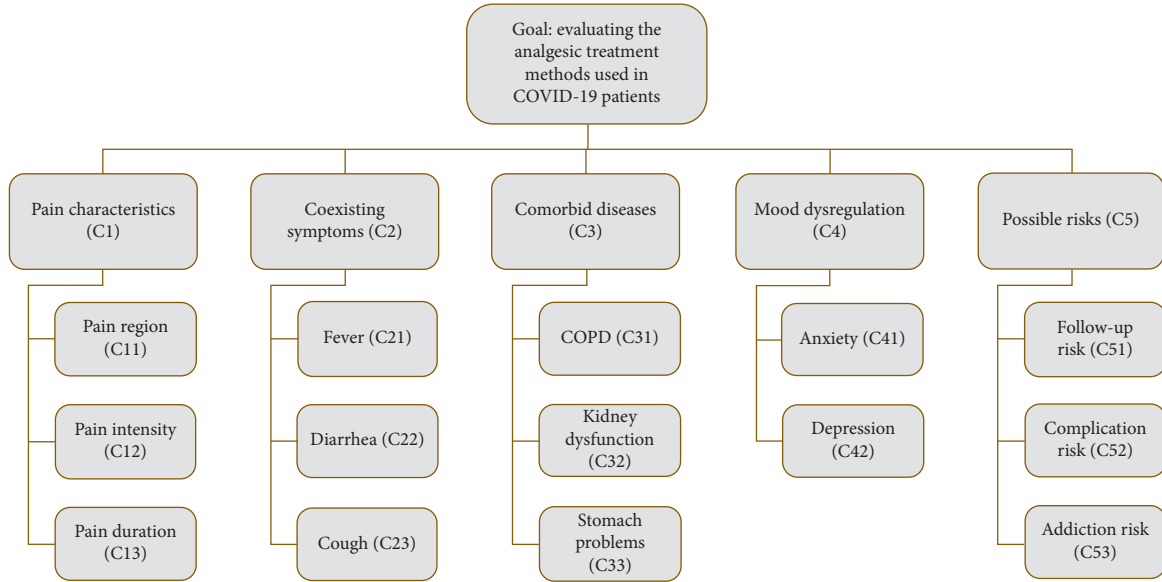 Goal: evaluating the
analgesic treatment
methods used in
COVID-19 patients
Pain characteristics
(C1)
Coexisting
symptoms (C2)
Comorbid diseases
(C3)
Mood dysregulation
(C4)
Possible risks (C5)
Pain region
(C11)
Pain intensity
(C12)
Pain duration
(C13)
Fever (C21)
Diarrhea (C22)
Cough (C23)
COPD (C31)
Kidney
dysfunction
(C32)
Stomach
problems
(C33)
Anxiety (C41)
Depression
(C42)
Follow-up
risk (C51)
Complication
risk (C52)
Addiction risk
(C53)